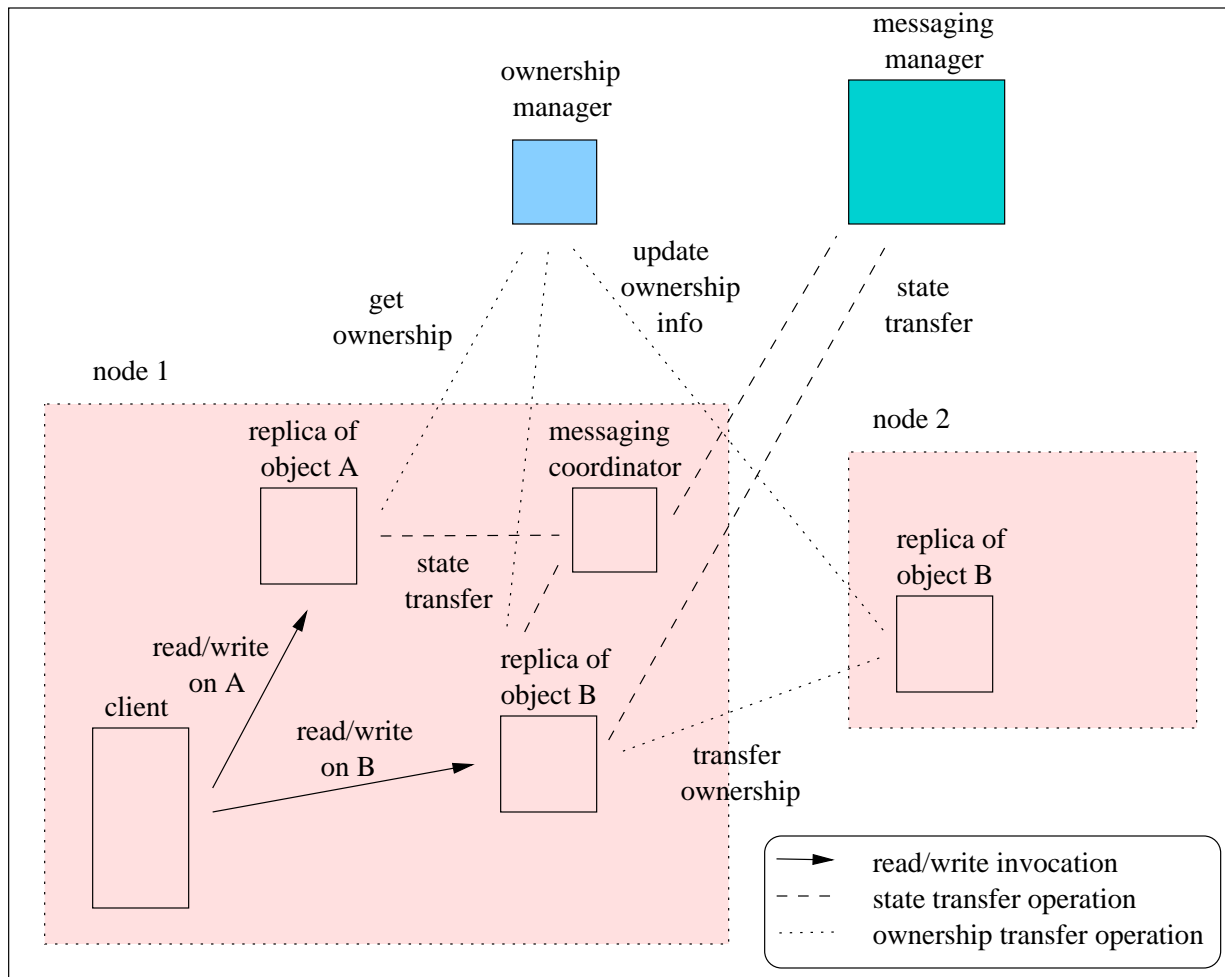 messaging
manager
ownership
manager
update
ownership
info
state
transfer
get
ownership
node 1
node 2
replica of
object A
messaging
coordinator
state
transfer
replica of
object B
read/write
on A
replica of
object B
client
read/write
on B
transfer
ownership
read/write invocation
state transfer operation
ownership transfer operation